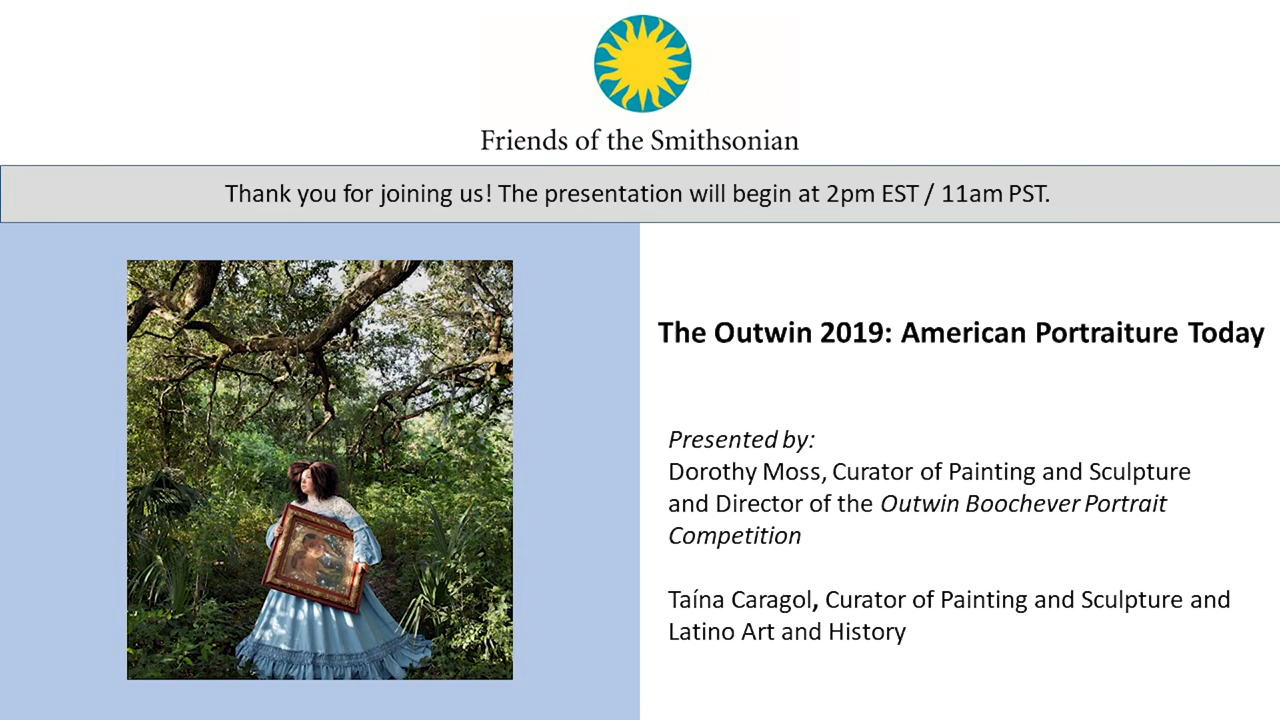 Friends of the Smithsonian
Thank you for joining us! The presentation will begin at 2pm EST / 11am PST.
The Outwin 2019: American Portraiture Today
Presented by:
Dorothy Moss, Curator of Painting and Sculpture
and Director of the Outwin Boochever Portrait
Competition
Taína Caragol, Curator of Painting and Sculpture and
Latino Art and History